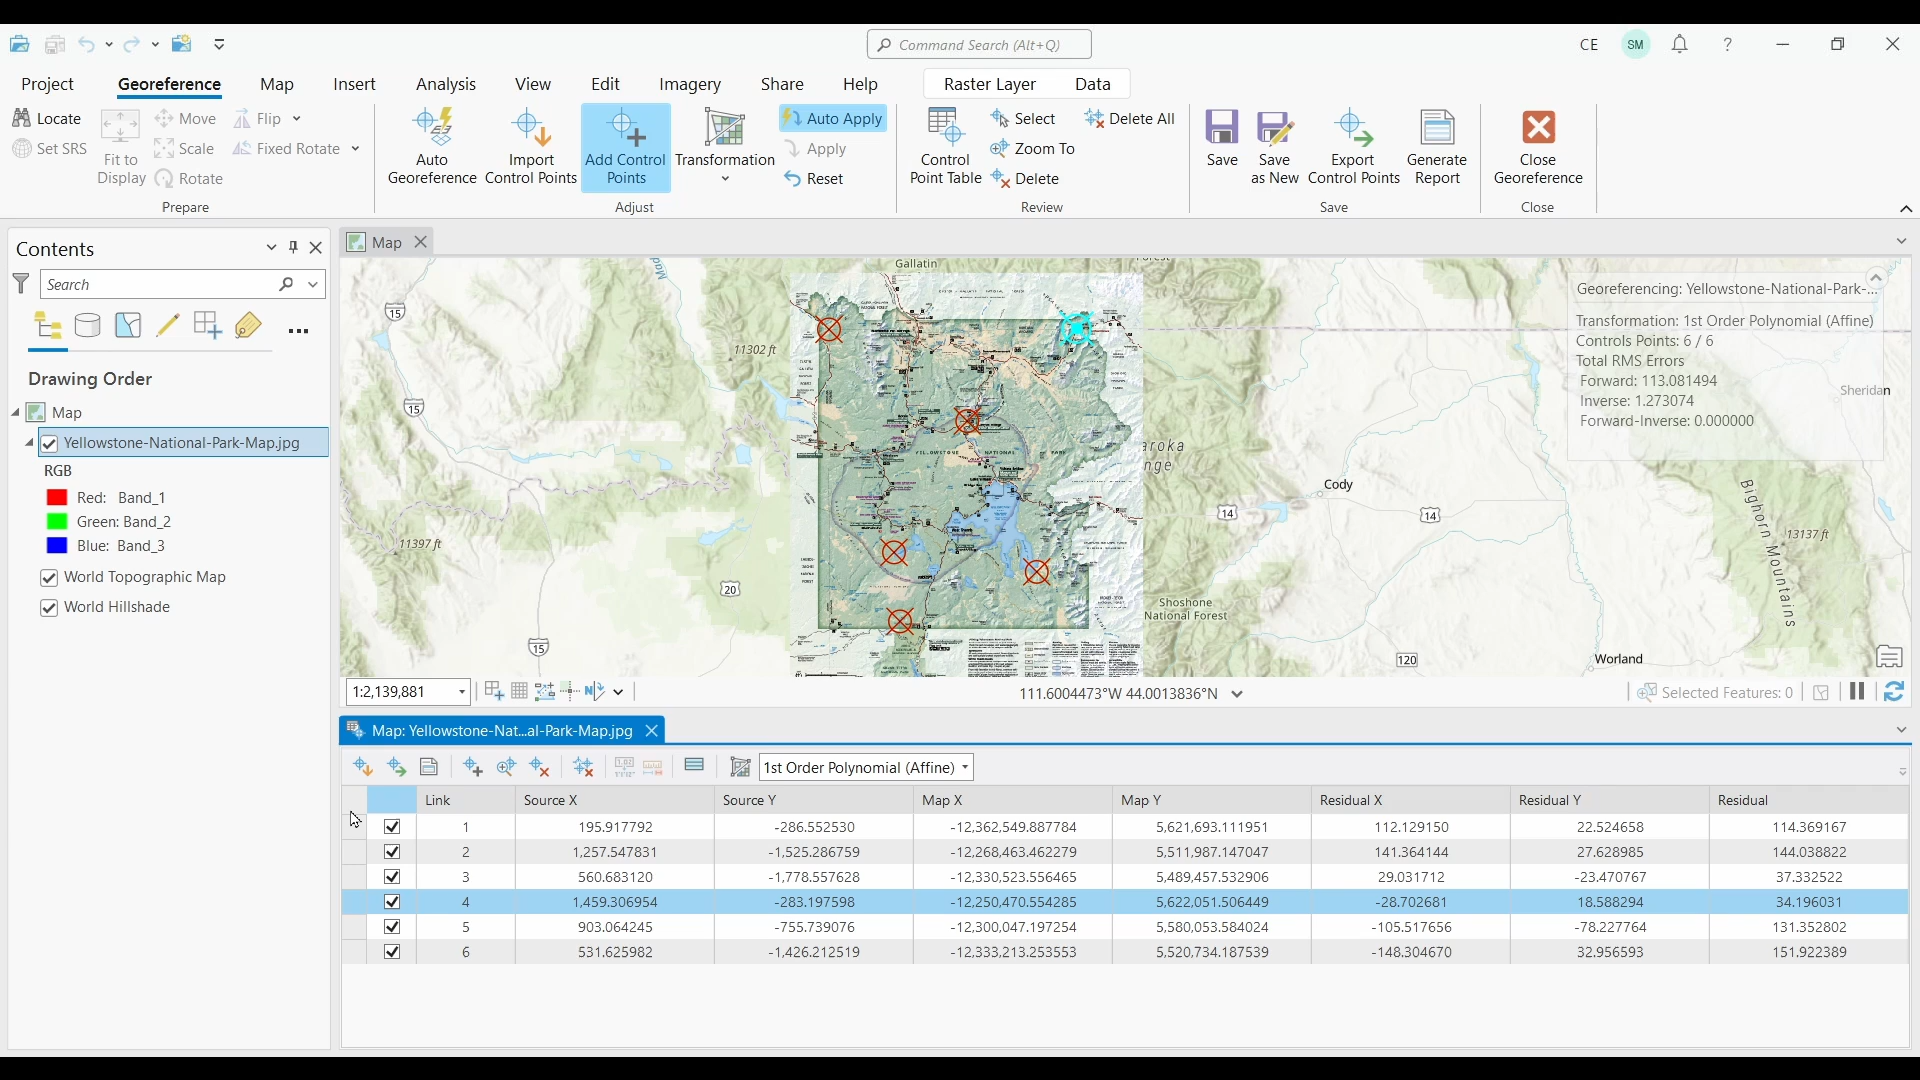 Command Search (Alt+Q)
CE
SM
?
Project
Georeference
Map
Insert
Analysis
View
Edit
Imagery
Share
Help
Raster Layer
Data
Locate
Set SRS
Fit to
Display
Move
Scale
Rotate
Flip
Fixed Rotate
Prepare
Auto
Georeference
Import
Control Points
Add Control
Points
Transformation
Auto Apply
Apply
Reset
Adjust
Control
Point Table
Select
Zoom To
Delete
Delete All
Review
Save
Save
as New
Export
Control Points
Generate
Report
Save
Close
Georeference
Close
Contents
Search
Drawing Order
Map
Yellowstone-National-Park-Map.jpg
RGB
Red: Band_1
Green: Band_2
Blue: Band_3
World Topographic Map
World Hillshade
Map
Gallatin
Mad
15
15
15
11302 ft
11397 ft
20
YELLOWSTONE NATIONAL PARK
Cody
14
14
Shoshone
National Forest
120
Worland
Sheridan
Bighorn Mountains
13137 ft
Georeferencing: Yellowstone-National-Park-...
Transformation: 1st Order Polynomial (Affine)
Controls Points: 6 / 6
Total RMS Errors
Forward: 113.081494
Inverse: 1.273074
Forward-Inverse: 0.000000
1:2,139,881
111.6004473°W 44.0013836°N
Selected Features: 0
Map: Yellowstone-Nat...al-Park-Map.jpg
1st Order Polynomial (Affine)
Link Source X Source Y Map X Map Y Residual X Residual Y Residual
1 195.917792 -286.552530 -12,362,549.887784 5,621,693.111951 112.129150 22.524658 114.369167
2 1,257.547831 -1,525.286759 -12,268,463.462279 5,511,987.147047 141.364144 27.628985 144.038822
3 560.683120 -1,778.557628 -12,330,523.556465 5,489,457.532906 29.031712 -23.470767 37.332522
4 1,459.306954 -283.197598 -12,250,470.554285 5,622,051.506449 -28.702681 18.588294 34.196031
5 903.064245 -755.739076 -12,300,047.197254 5,580,053.584024 -105.517656 -78.227764 131.352802
6 531.625982 -1,426.212519 -12,333,213.253553 5,520,734.187539 -148.304670 32.956593 151.922389